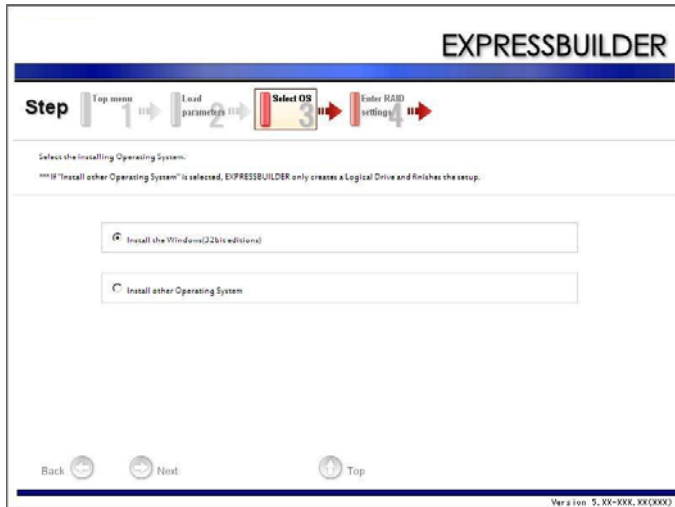 EXPRESSBUILDER
Step
Top menu 1
Load parameters 2
Select OS 3
Enter RAID settings 4
Select the installing Operating System.
*** If "Install other Operating System" is selected, EXPRESSBUILDER only creates a Logical Drive and finishes the setup.
Install the Windows(32bit editions)
Install other Operating System
Back
Next
Top
Version 5.XX-XXX.XX(XXX)